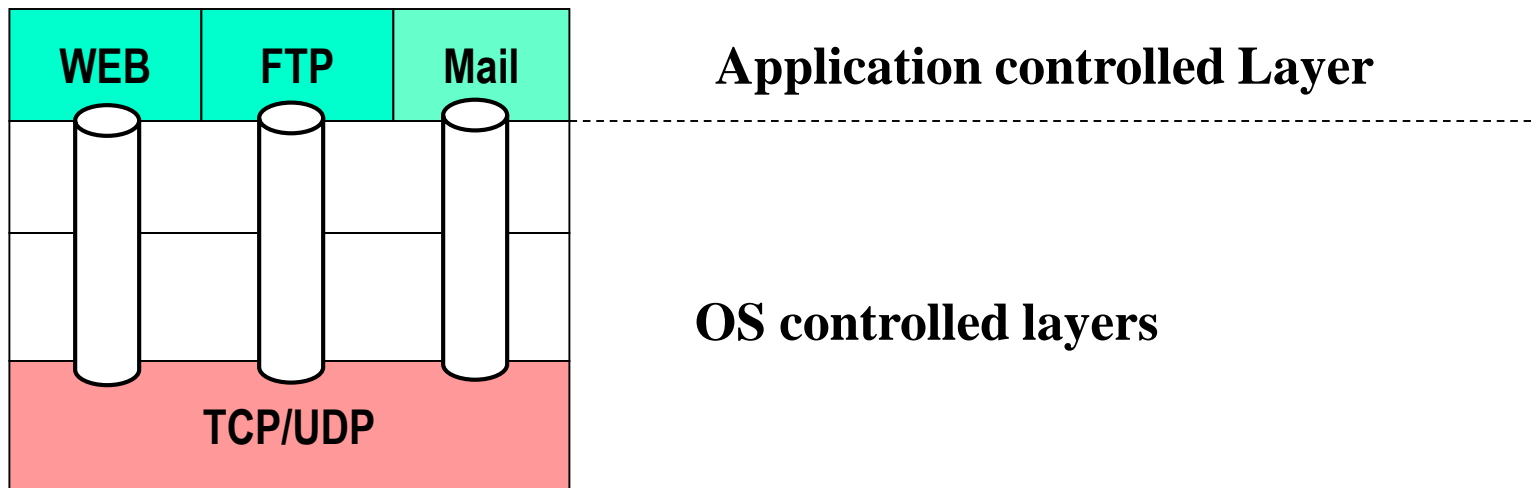 WEB FTP Mail
Application controlled Layer
OS controlled layers
TCP/UDP